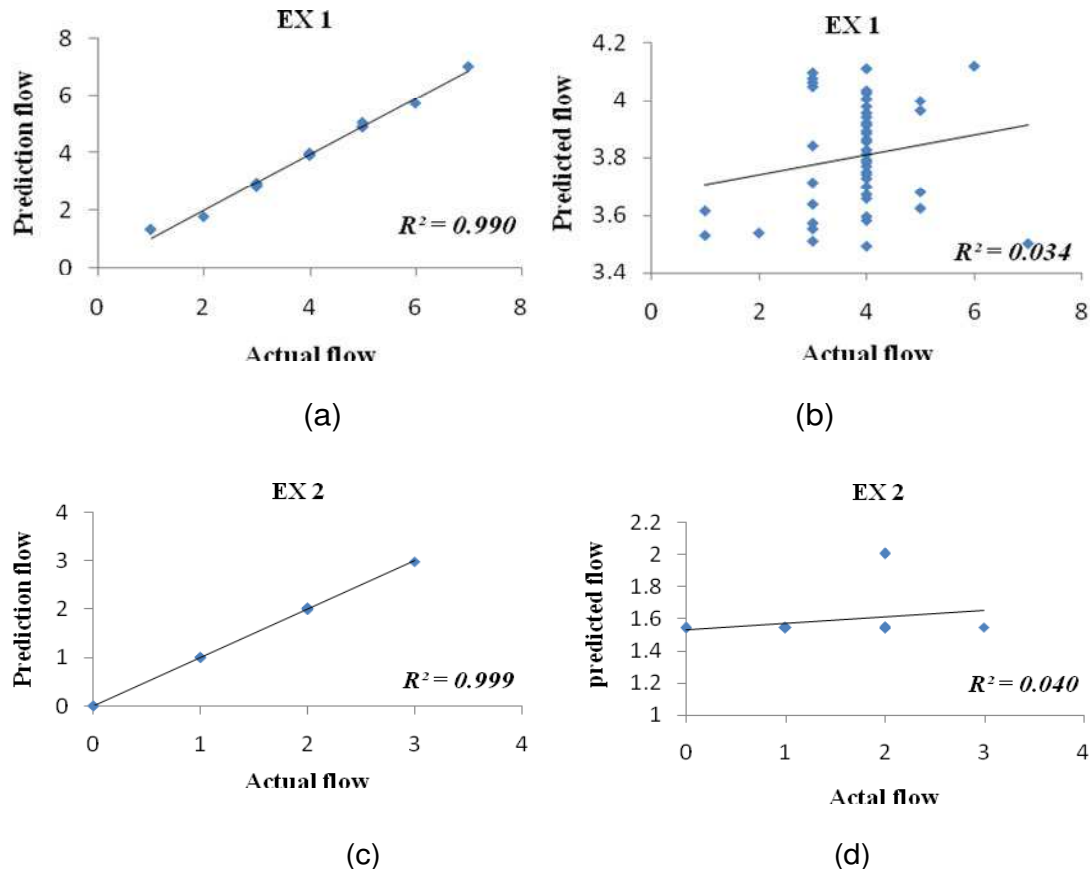 EX 1
Prediction flow
8
6
4
2
0
R² = 0.990
0 2 4 6 8
Actual flow
(a)
EX 1
Predicted flow
4.2
4
3.8
3.6
3.4
R² = 0.034
0 2 4 6 8
Actual flow
(b)
EX 2
Prediction flow
4
3
2
1
0
R² = 0.999
0 1 2 3 4
Actual flow
(c)
EX 2
predicted flow
2.2
2
1.8
1.6
1.4
1.2
1
R² = 0.040
0 1 2 3 4
Actal flow
(d)